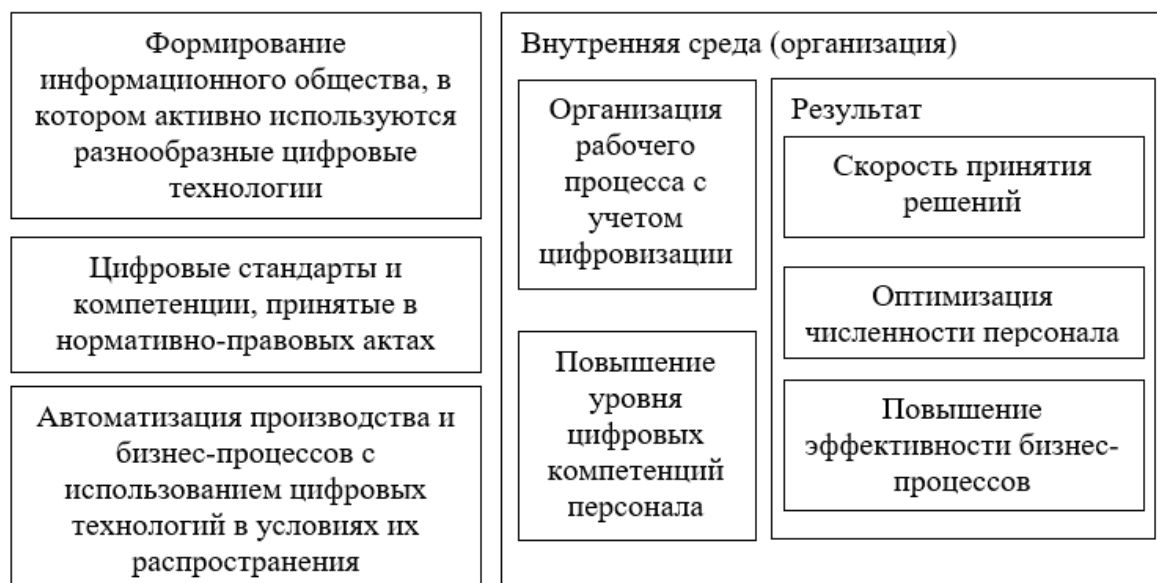 Формирование
информационного общества, в
котором активно используются
разнообразные цифровые
технологии
Цифровые стандарты и
компетенции, принятые в
нормативно-правовых актах
Автоматизация производства и
бизнес-процессов с
использованием цифровых
технологий в условиях их
распространения
Внутренняя среда (организация)
Организация
рабочего
процесса с
учетом
цифровизации
Повышение
уровня
цифровых
компетенций
персонала
Результат
Скорость принятия
решений
Оптимизация
численности персонала
Повышение
эффективности бизнес-
процессов